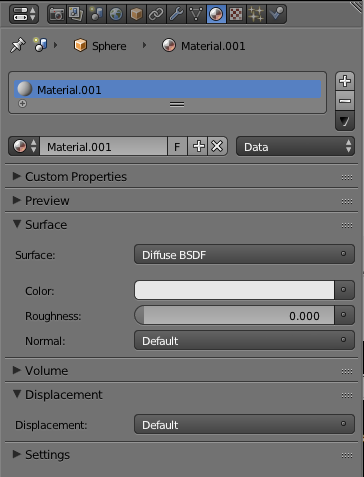 Sphere Material.001
Material.001
Material.001 F Data
Custom Properties
Preview
Surface
Surface: Diffuse BSDF
Color:
Roughness: 0.000
Normal: Default
Volume
Displacement
Displacement: Default
Settings